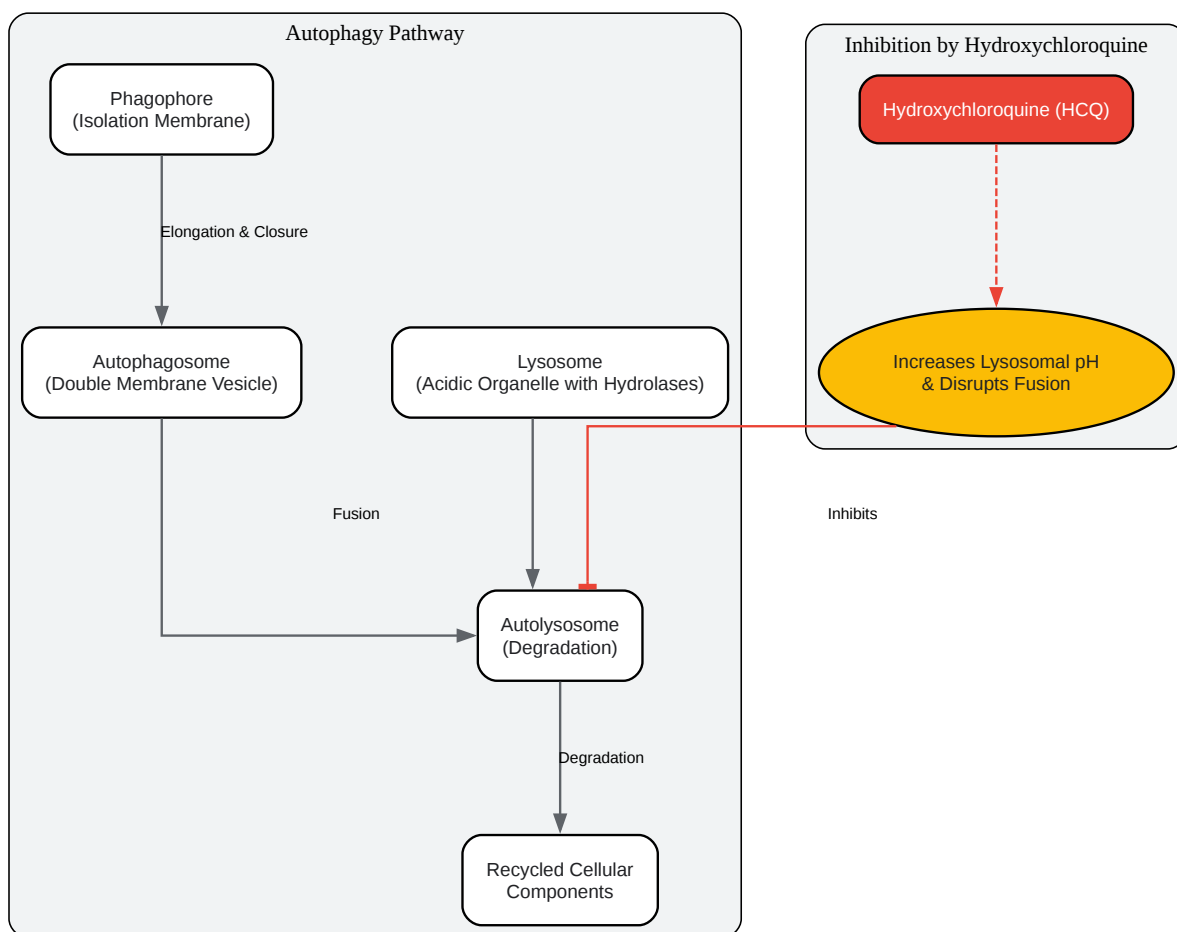 Autophagy Pathway
Phagophore
(Isolation Membrane)
Elongation & Closure
Autophagosome
(Double Membrane Vesicle)
Lysosome
(Acidic Organelle with Hydrolases)
Fusion
Autolysosome
(Degradation)
Degradation
Recycled Cellular
Components
Inhibition by Hydroxychloroquine
Hydroxychloroquine (HCQ)
Increases Lysosomal pH
& Disrupts Fusion
Inhibits